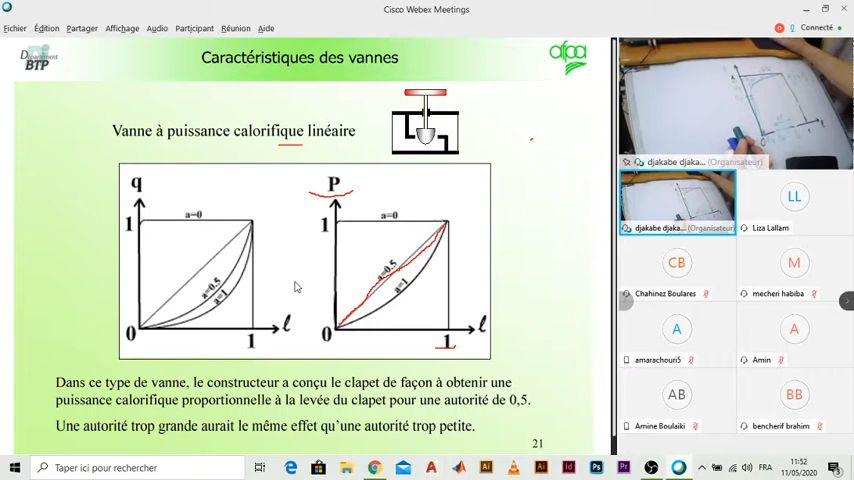 Cisco Webex Meetings
Fichier Edition Partager Affichage Audio Participant Réunion Aide
Connecté
Département
BTP
Caractéristiques des vannes
afpa
Vanne à puissance calorifique linéaire
q
1
a=0
a=0.5
a=1
0
1
ℓ
P
1
a=0
a=0.5
a=1
0
1
ℓ
Dans ce type de vanne, le constructeur a conçu le clapet de façon à obtenir une
puissance calorifique proportionnelle à la levée du clapet pour une autorité de 0,5.
Une autorité trop grande aurait le même effet qu'une autorité trop petite.
21
djakabe djaka... (Organisateur)
djakabe djaka... (Organisateur)
LL
Liza Lallam
CB
Chahinez Boulares
M
mecheri habiba
A
amarachouri5
A
Amin
AB
Amine Boulaiki
BB
bencherif brahim
Taper ici pour rechercher
FRA
11:52
11/05/2020
3